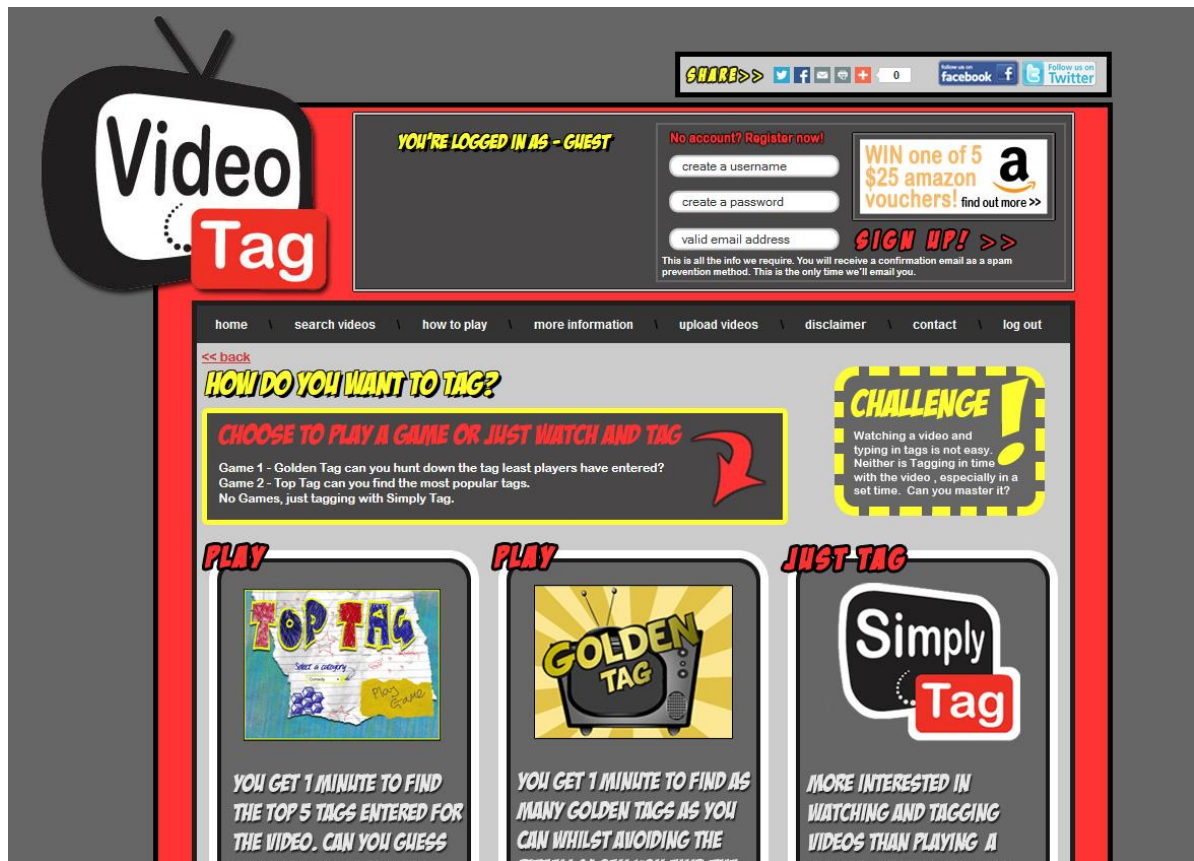 Video
Tag
SHARE>>
0
follow us on
facebook f
Follow us on
Twitter
YOU'RE LOGGED IN AS - GUEST
No account? Register now!
create a username
create a password
valid email address
WIN one of 5
$25 amazon
vouchers! find out more >>
a
SIGN UP! >>
This is all the info we require. You will receive a confirmation email as a spam
prevention method. This is the only time we'll email you.
home \ search videos \ how to play \ more information \ upload videos \ disclaimer \ contact \ log out
<< back
HOW DO YOU WANT TO TAG?
CHOOSE TO PLAY A GAME OR JUST WATCH AND TAG
Game 1 - Golden Tag can you hunt down the tag least players have entered?
Game 2 - Top Tag can you find the most popular tags.
No Games, just tagging with Simply Tag.
CHALLENGE !
Watching a video and
typing in tags is not easy.
Neither is Tagging in time
with the video , especially in a
set time. Can you master it?
PLAY
TOP TAG
Select a category
Comedy
Play
Game
YOU GET 1 MINUTE TO FIND
THE TOP 5 TAGS ENTERED FOR
THE VIDEO. CAN YOU GUESS
PLAY
GOLDEN
TAG
YOU GET 1 MINUTE TO FIND AS
MANY GOLDEN TAGS AS YOU
CAN WHILST AVOIDING THE
JUST TAG
Simply
Tag
MORE INTERESTED IN
WATCHING AND TAGGING
VIDEOS THAN PLAYING A